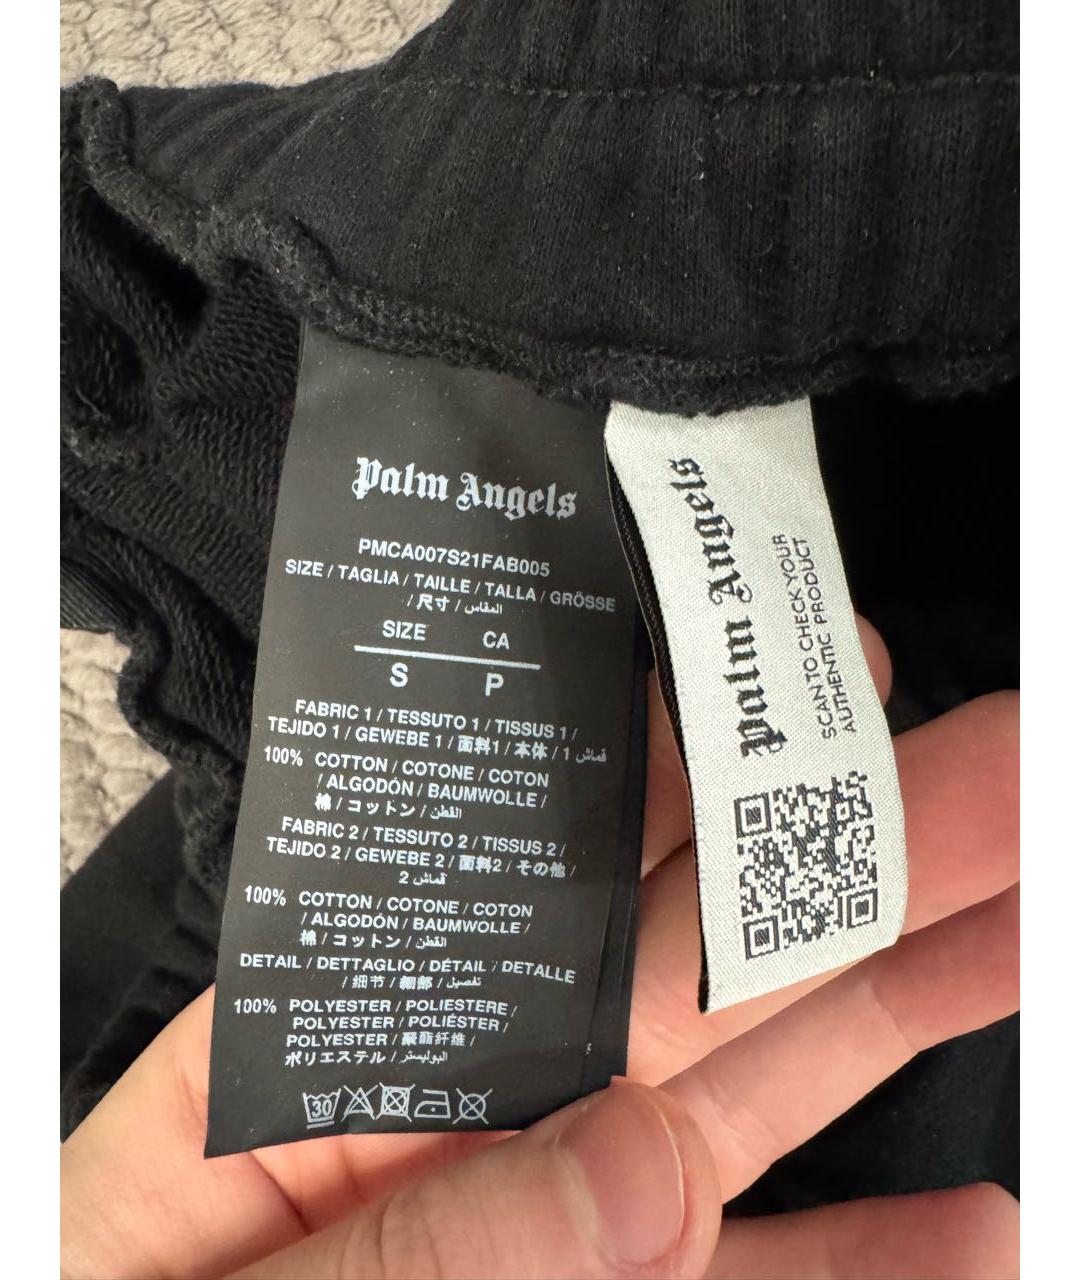 Palm Angels
PMCA007S21FAB005
SIZE / TAGLIA / TAILLE / TALLA / GRÖSSE
/ 尺寸 / المقاس
SIZE CA
S P
FABRIC 1 / TESSUTO 1 / TISSUS 1 /
TEJIDO 1 / GEWEBE 1 / 面料1 / 本体 / قماش 1
100% COTTON / COTONE / COTON
/ ALGODÓN / BAUMWOLLE /
棉 / コットン / القطن
FABRIC 2 / TESSUTO 2 / TISSUS 2 /
TEJIDO 2 / GEWEBE 2 / 面料2 / その他 /
قماش 2
100% COTTON / COTONE / COTON
/ ALGODÓN / BAUMWOLLE /
棉 / コットン / القطن
DETAIL / DETTAGLIO / DÉTAIL / DETALLE
/ 细节 / 細部 / تفصيل
100% POLYESTER / POLIESTERE /
POLYESTER / POLIÉSTER /
POLYESTER / 聚酯纤维 /
ポリエステル / البوليستر
30
Palm Angels
SCAN TO CHECK YOUR
AUTHENTIC PRODUCT